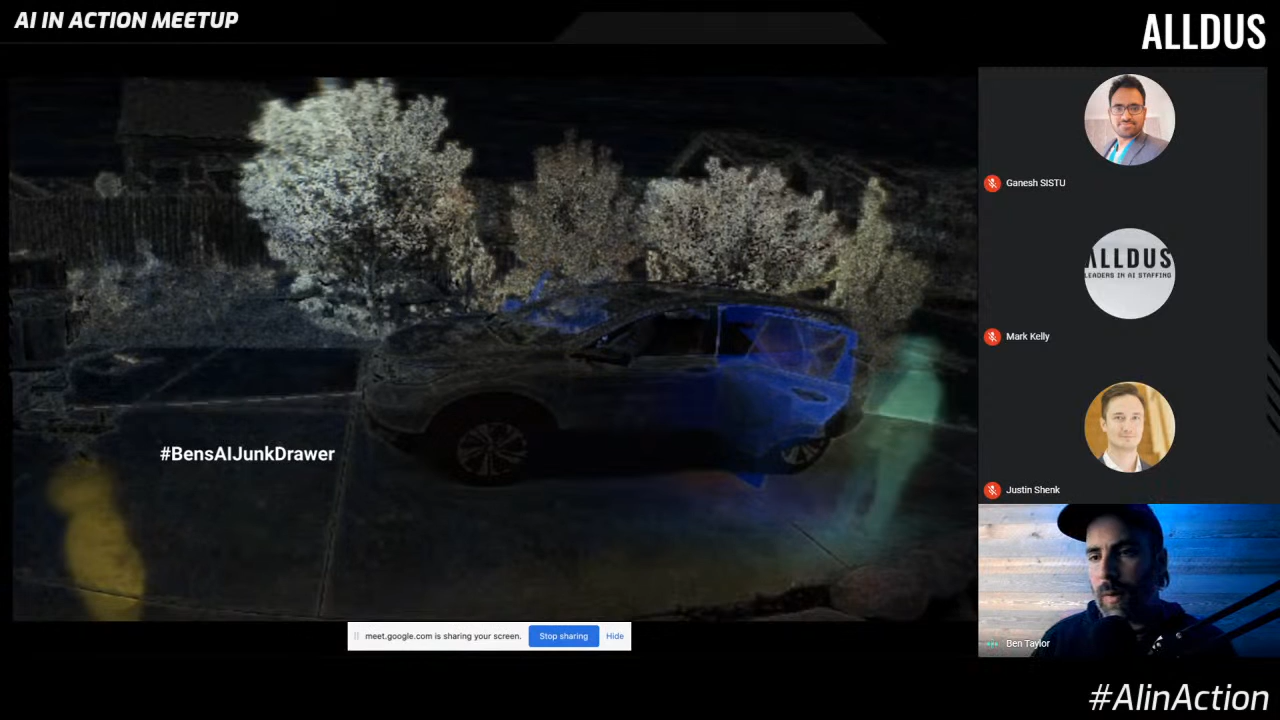 AI IN ACTION MEETUP
ALLDUS
Ganesh SISTU
ALLDUS
LEADERS IN AI STAFFING
Mark Kelly
#BensAIJunkDrawer
Justin Shenk
meet.google.com is sharing your screen.
Stop sharing
Hide
Ben Taylor
#AIinAction